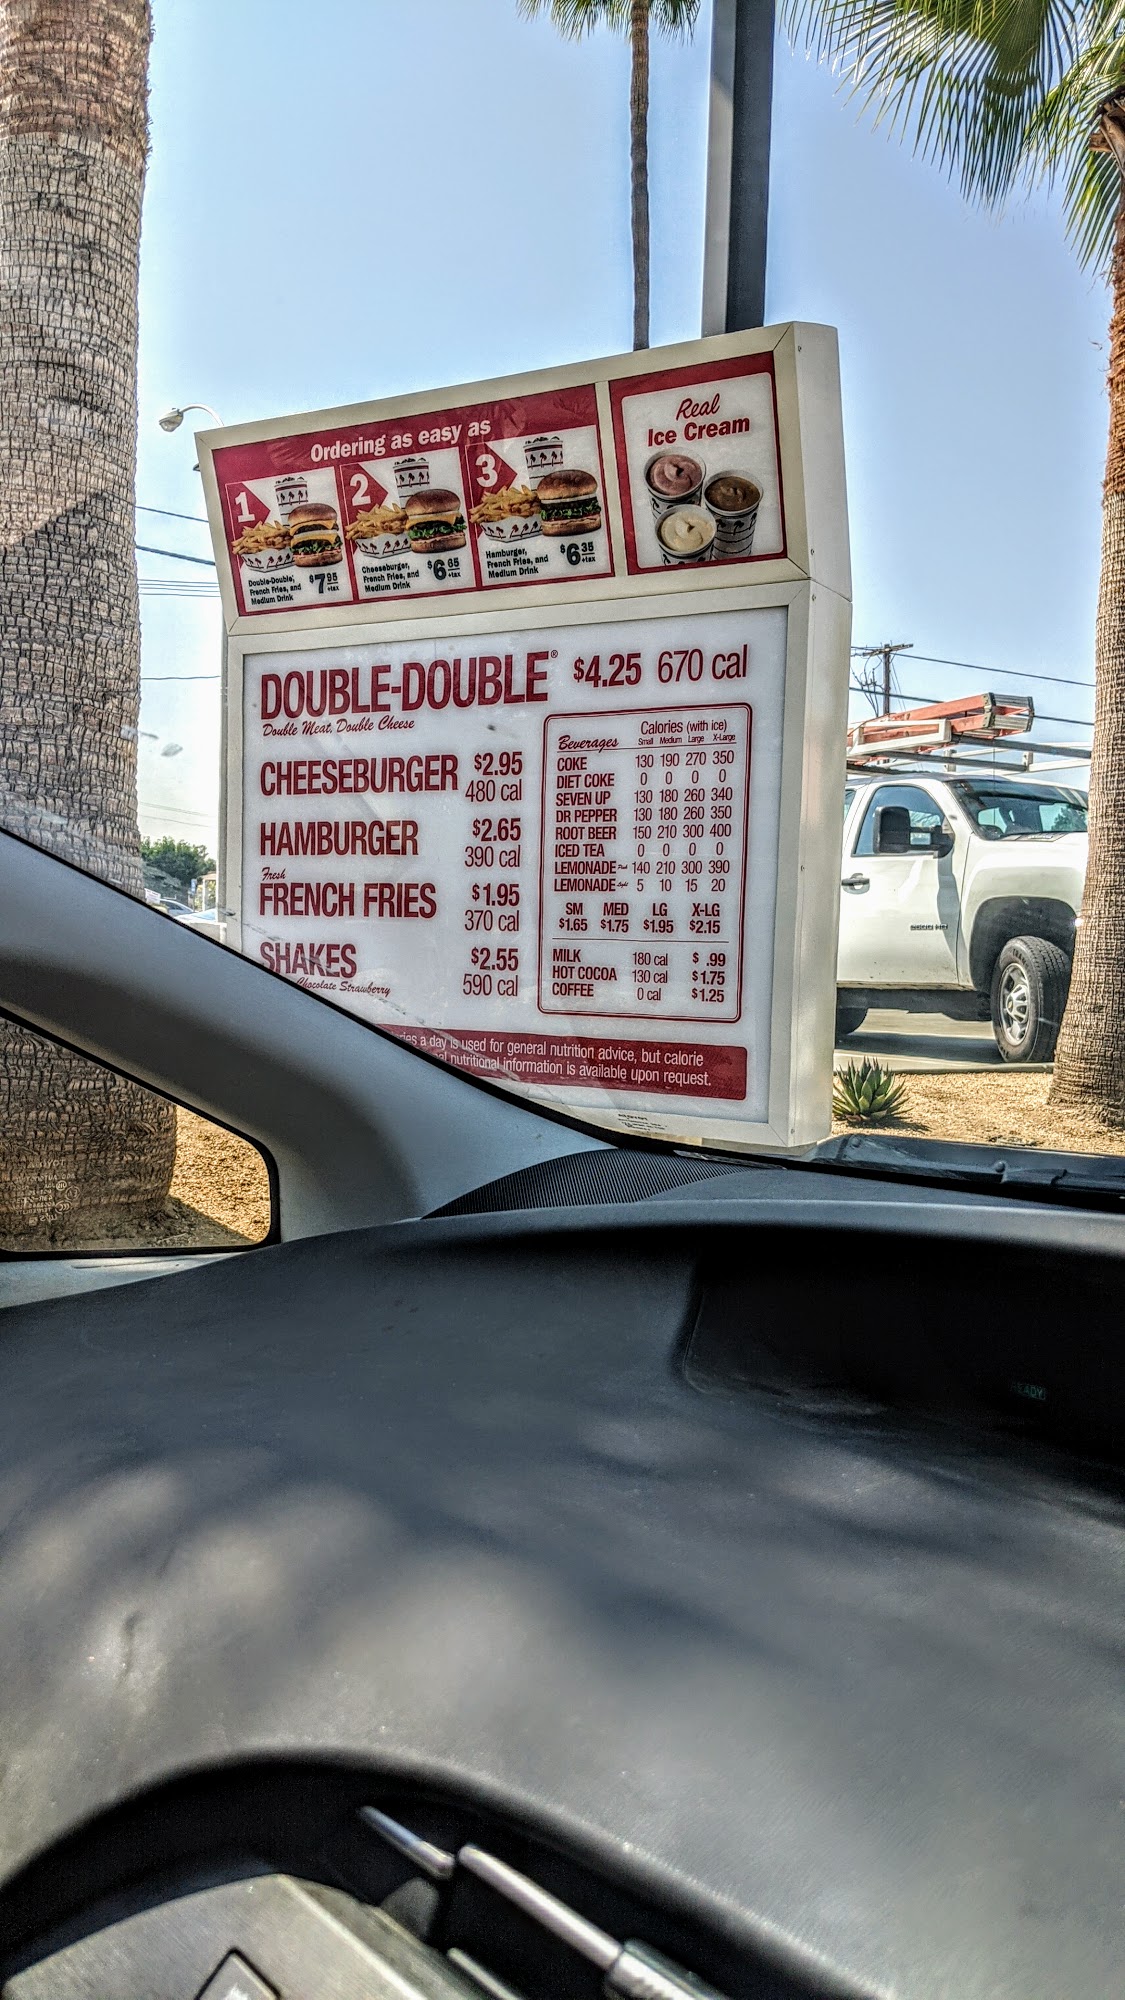 Ordering as easy as
1
Double-Double,
French Fries, and
Medium Drink
$7.95 +tax
2
Cheeseburger,
French Fries, and
Medium Drink
$6.65 +tax
3
Hamburger,
French Fries, and
Medium Drink
$6.35 +tax
Real
Ice Cream
DOUBLE-DOUBLE® $4.25 670 cal
Double Meat, Double Cheese
CHEESEBURGER $2.95
480 cal
HAMBURGER $2.65
390 cal
Fresh
FRENCH FRIES $1.95
370 cal
SHAKES $2.55
Chocolate Strawberry 590 cal
Calories (with ice)
Beverages Small Medium Large X-Large
COKE 130 190 270 350
DIET COKE 0 0 0 0
SEVEN UP 130 180 260 340
DR PEPPER 130 180 260 350
ROOT BEER 150 210 300 400
ICED TEA 0 0 0 0
LEMONADE Pink 140 210 300 390
LEMONADE Light 5 10 15 20
SM MED LG X-LG
$1.65 $1.75 $1.95 $2.15
MILK 180 cal $ .99
HOT COCOA 130 cal $1.75
COFFEE 0 cal $1.25
a day is used for general nutrition advice, but calorie
nutritional information is available upon request.
2500 HD
READY